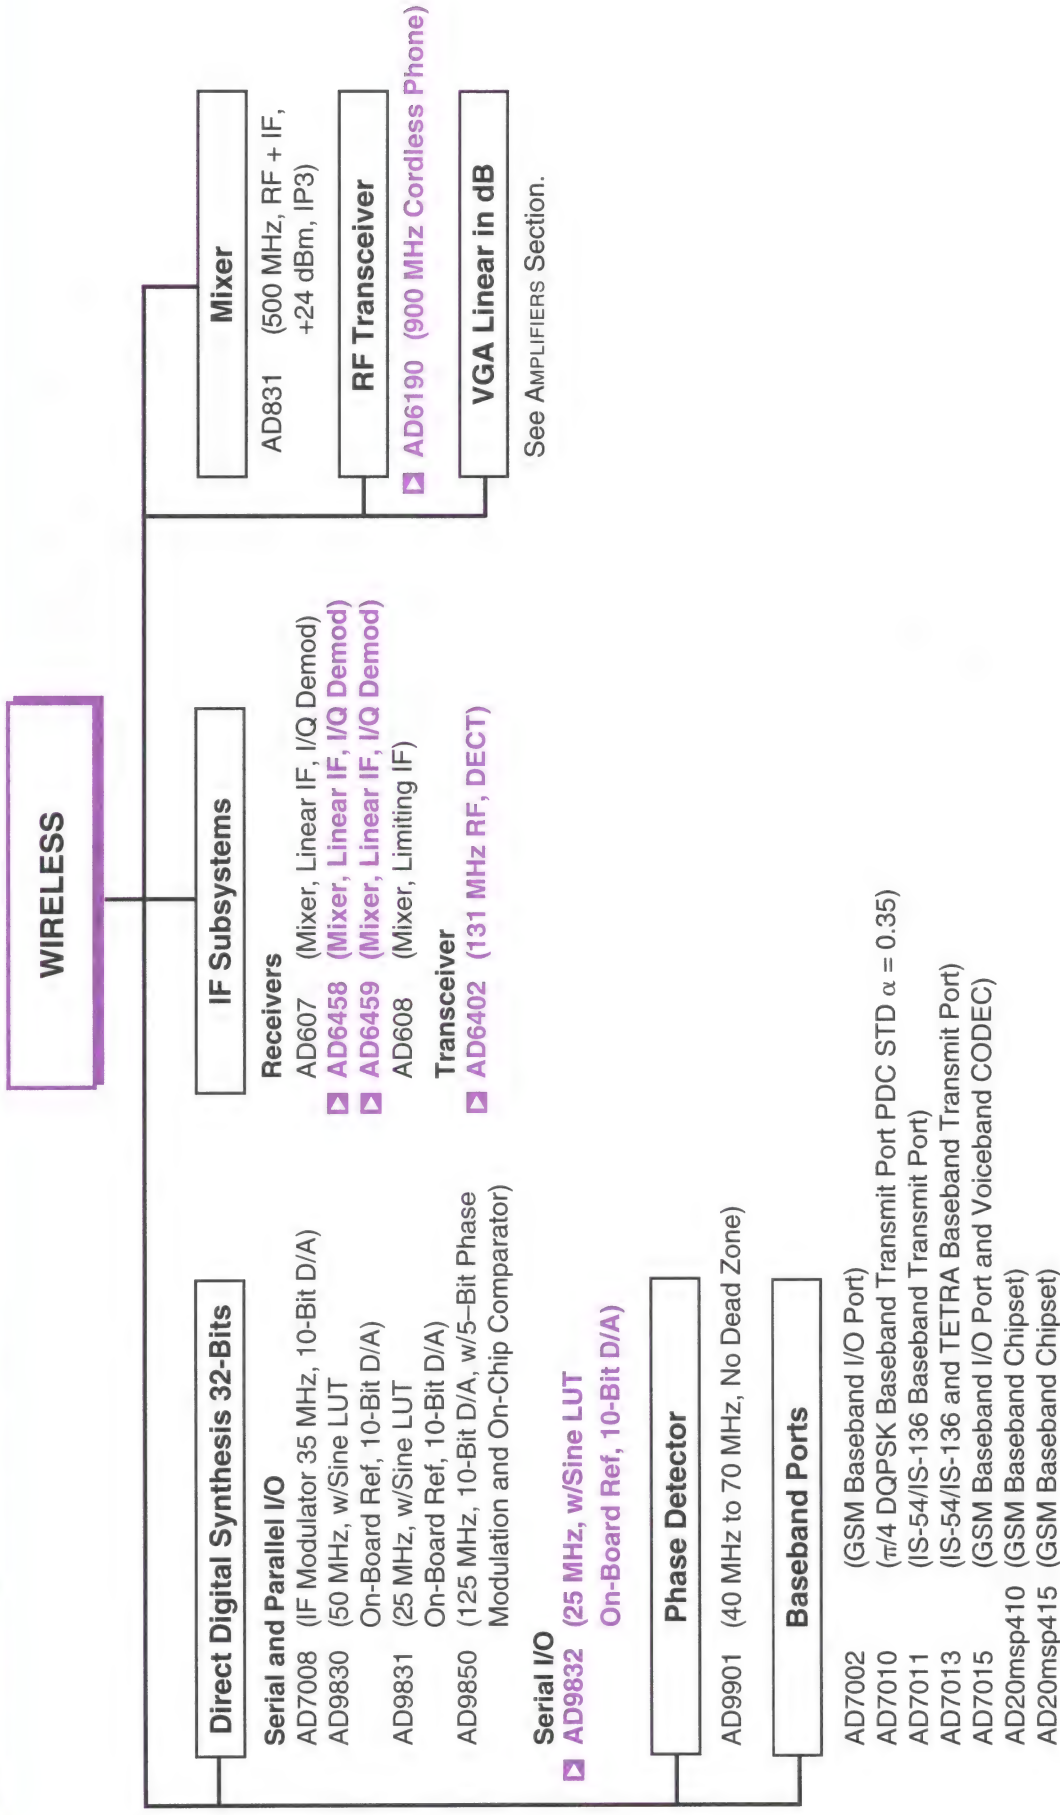 WIRELESS
Direct Digital Synthesis 32-Bits
Serial and Parallel I/O
AD7008 (IF Modulator 35 MHz, 10-Bit D/A)
AD9830 (50 MHz, w/Sine LUT
On-Board Ref, 10-Bit D/A)
AD9831 (25 MHz, w/Sine LUT
On-Board Ref, 10-Bit D/A)
AD9850 (125 MHz, 10-Bit D/A, w/5–Bit Phase
Modulation and On-Chip Comparator)
Serial I/O
AD9832 (25 MHz, w/Sine LUT
On-Board Ref, 10-Bit D/A)
Phase Detector
AD9901 (40 MHz to 70 MHz, No Dead Zone)
Baseband Ports
AD7002 (GSM Baseband I/O Port)
AD7010 (π/4 DQPSK Baseband Transmit Port PDC STD α = 0.35)
AD7011 (IS-54/IS-136 Baseband Transmit Port)
AD7013 (IS-54/IS-136 and TETRA Baseband Transmit Port)
AD7015 (GSM Baseband I/O Port and Voiceband CODEC)
AD20msp410 (GSM Baseband Chipset)
AD20msp415 (GSM Baseband Chipset)
IF Subsystems
Receivers
AD607 (Mixer, Linear IF, I/Q Demod)
AD6458 (Mixer, Linear IF, I/Q Demod)
AD6459 (Mixer, Linear IF, I/Q Demod)
AD608 (Mixer, Limiting IF)
Transceiver
AD6402 (131 MHz RF, DECT)
Mixer
AD831 (500 MHz, RF + IF,
+24 dBm, IP3)
RF Transceiver
AD6190 (900 MHz Cordless Phone)
VGA Linear in dB
See AMPLIFIERS Section.